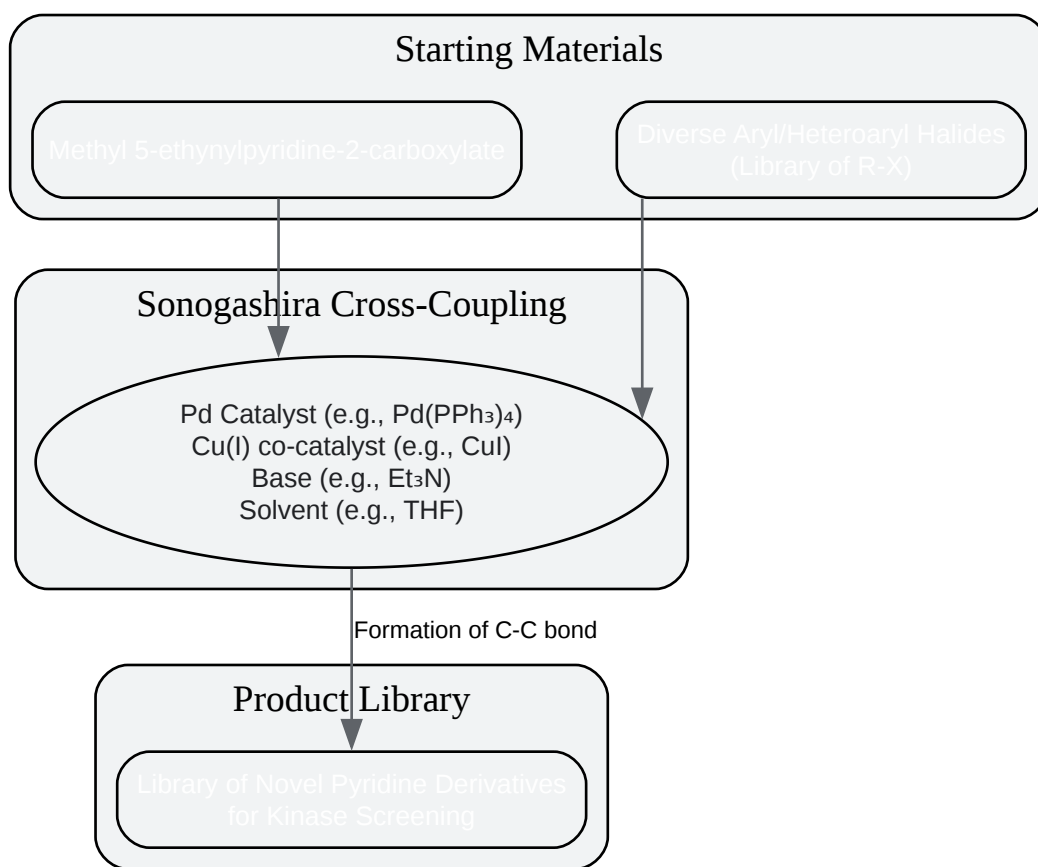 Starting Materials
Methyl 5-ethynylpyridine-2-carboxylate
Diverse Aryl/Heteroaryl Halides
(Library of R-X)
Sonogashira Cross-Coupling
Pd Catalyst (e.g., Pd(PPh₃)₄)
Cu(I) co-catalyst (e.g., CuI)
Base (e.g., Et₃N)
Solvent (e.g., THF)
Formation of C-C bond
Product Library
Library of Novel Pyridine Derivatives
for Kinase Screening